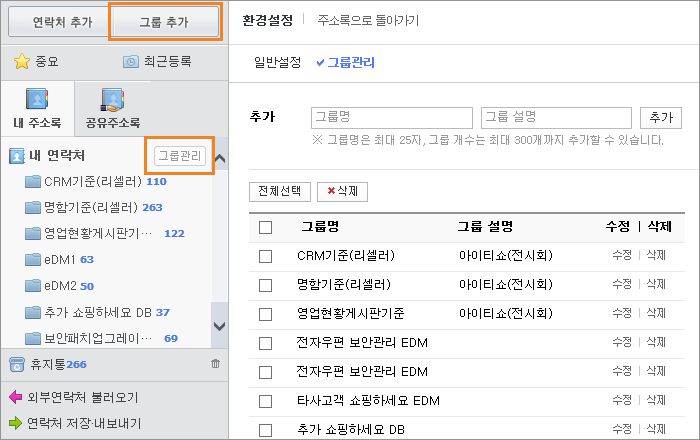 연락처 추가 그룹 추가
중요 최근등록
내 주소록 공유주소록
내 연락처 그룹관리
CRM기준(리셀러) 110
명함기준(리셀러) 263
영업현황게시판기··· 122
eDM1 63
eDM2 50
추가 쇼핑하세요 DB 37
보안패치업그레이··· 69
휴지통266
외부연락처 불러오기
연락처 저장·내보내기
환경설정 | 주소록으로 돌아가기
일반설정 그룹관리
추가 그룹명 그룹 설명 추가
※ 그룹명은 최대 25자, 그룹 개수는 최대 300개까지 추가할 수 있습니다.
전체선택 삭제
그룹명 그룹 설명 수정 | 삭제
CRM기준(리셀러) 아이티쇼(전시회) 수정 | 삭제
명함기준(리셀러) 아이티쇼(전시회) 수정 | 삭제
영업현황게시판기준 아이티쇼(전시회) 수정 | 삭제
전자우편 보안관리 EDM 수정 | 삭제
전자우편 보안관리 EDM 수정 | 삭제
타사고객 쇼핑하세요 EDM 수정 | 삭제
추가 쇼핑하세요 DB 수정 | 삭제